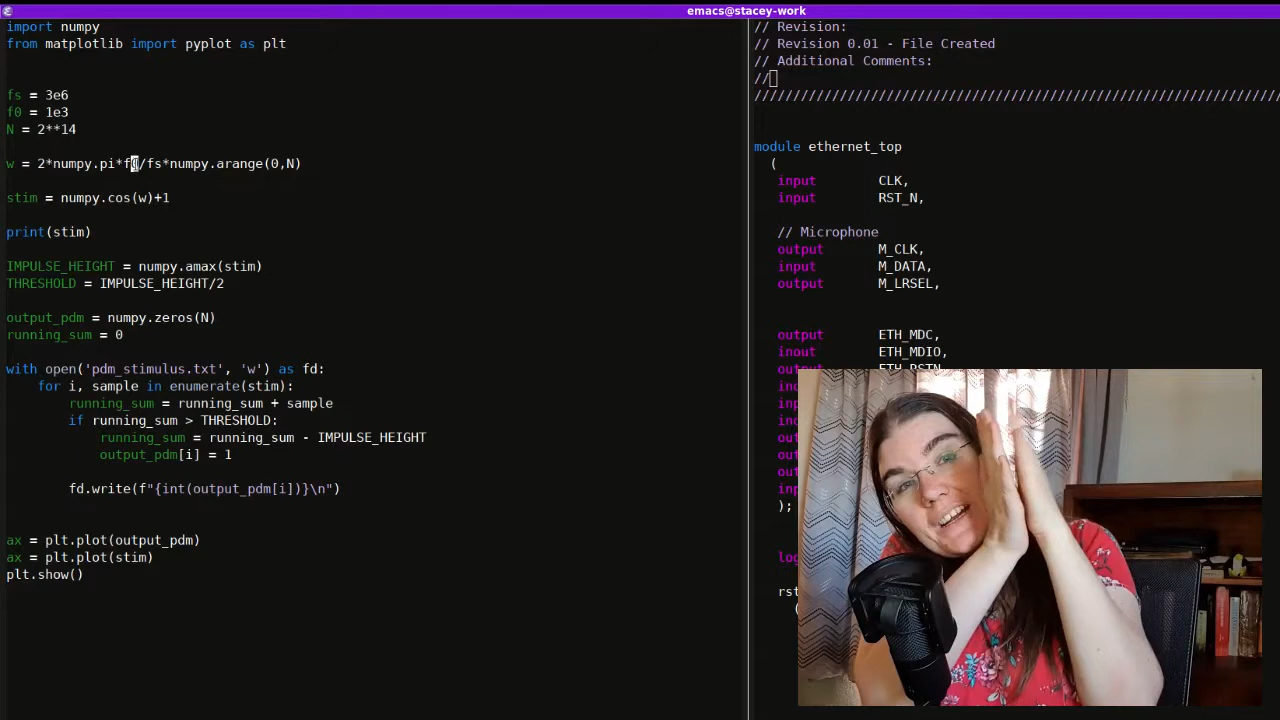 emacs@stacey-work
import numpy
from matplotlib import pyplot as plt
fs = 3e6
f0 = 1e3
N = 2**14
w = 2*numpy.pi*f0/fs*numpy.arange(0,N)
stim = numpy.cos(w)+1
print(stim)
IMPULSE_HEIGHT = numpy.amax(stim)
THRESHOLD = IMPULSE_HEIGHT/2
output_pdm = numpy.zeros(N)
running_sum = 0
with open('pdm_stimulus.txt', 'w') as fd:
for i, sample in enumerate(stim):
running_sum = running_sum + sample
if running_sum > THRESHOLD:
running_sum = running_sum - IMPULSE_HEIGHT
output_pdm[i] = 1
fd.write(f"{int(output_pdm[i])}\n")
ax = plt.plot(output_pdm)
ax = plt.plot(stim)
plt.show()
// Revision:
// Revision 0.01 - File Created
// Additional Comments:
//
////////////////////////////////////////////////////////////////////
module ethernet_top
(
input CLK,
input RST_N,
// Microphone
output M_CLK,
input M_DATA,
output M_LRSEL,
output ETH_MDC,
inout ETH_MDIO,
output ETH_RSTN
);
(